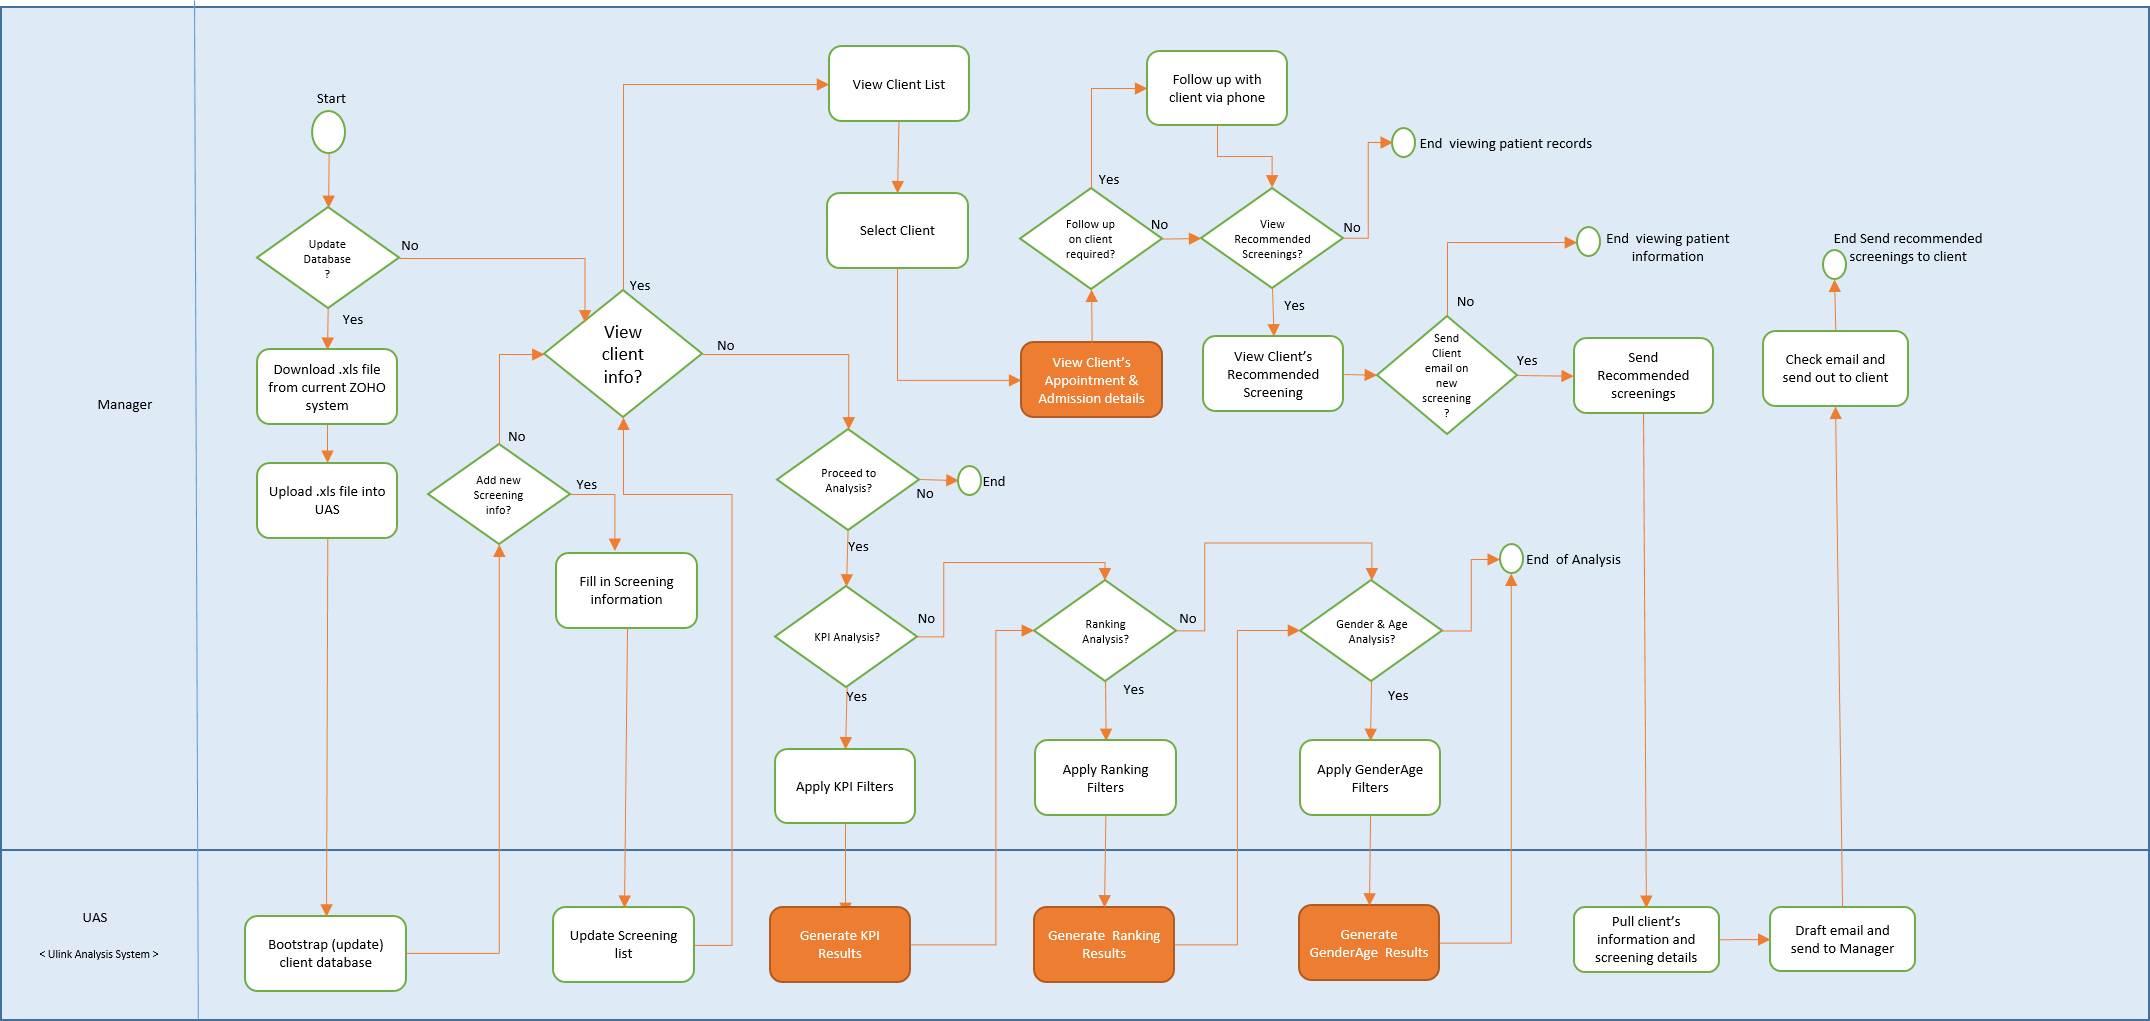 Start
Update
Database
?
No
Yes
Download .xls file
from current ZOHO
system
Upload .xls file into
UAS
Manager
Add new
Screening
info?
No
Yes
Fill in Screening
information
View
client
info?
Yes
No
View Client List
Select Client
View Client’s
Appointment &
Admission details
Follow up
on client
required?
Yes
No
Follow up with
client via phone
View
Recommended
Screenings?
No
Yes
End  viewing patient records
View Client’s
Recommended
Screening
Send
Client
email on
new
screening
?
No
Yes
End  viewing patient
information
Send
Recommended
screenings
End Send recommended
screenings to client
Check email and
send out to client
Proceed to
Analysis?
No
End
Yes
KPI Analysis?
No
Yes
Apply KPI Filters
Ranking
Analysis?
No
Yes
Apply Ranking
Filters
Gender & Age
Analysis?
Yes
End  of Analysis
Apply GenderAge
Filters
UAS
< Ulink Analysis System >
Bootstrap (update)
client database
Update Screening
list
Generate KPI
Results
Generate  Ranking
Results
Generate
GenderAge  Results
Pull client’s
information and
screening details
Draft email and
send to Manager